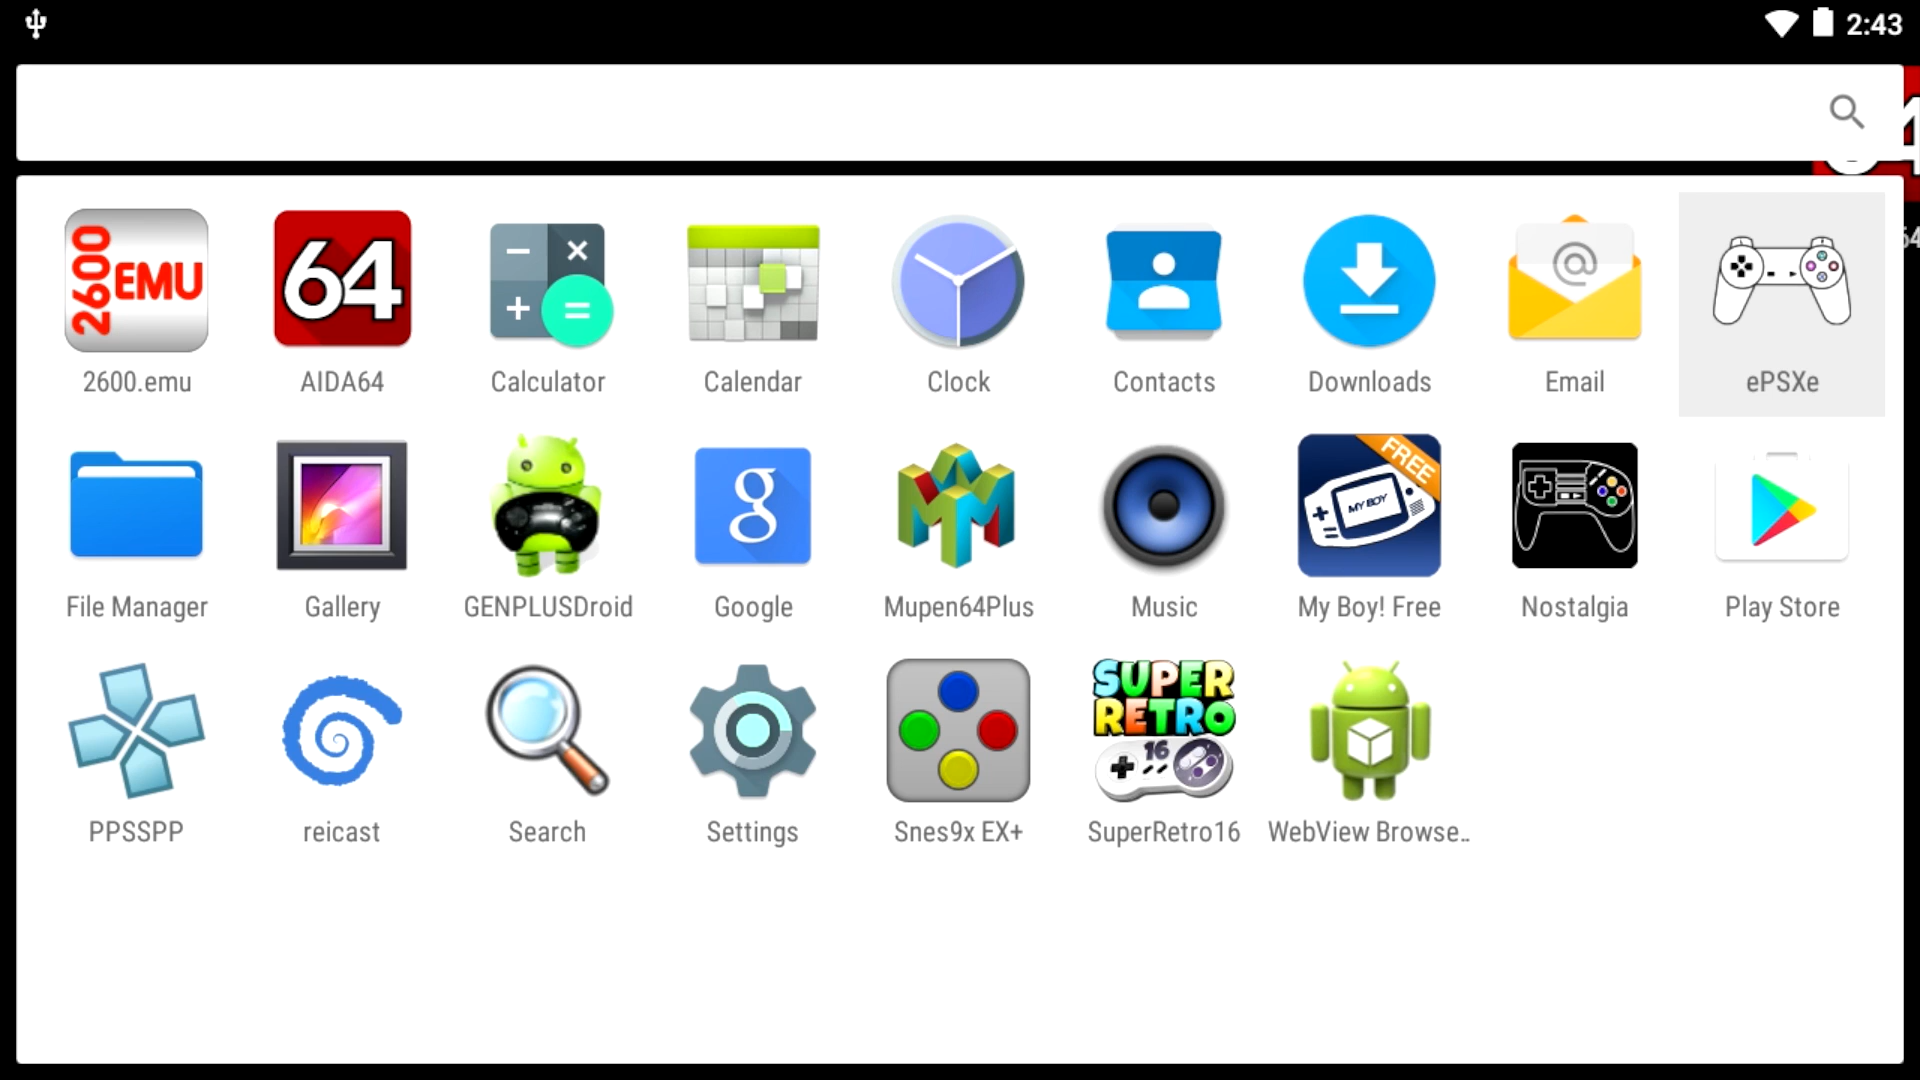 2:43
2600
EMU
64
2600.emu
AIDA64
Calculator
Calendar
Clock
Contacts
Downloads
Email
ePSXe
64
FREE
MY BOY
g
File Manager
Gallery
GENPLUSDroid
Google
Mupen64Plus
Music
My Boy! Free
Nostalgia
Play Store
SUPER
RETRO
16
PPSSPP
reicast
Search
Settings
Snes9x EX+
SuperRetro16
WebView Browse..